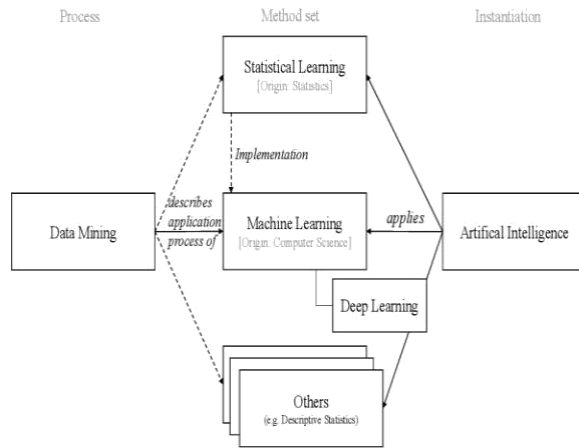 Process
Method set
Instantiation
Statistical Learning
[Origin: Statistics]
Implementation
Data Mining
describes
application
process of
Machine Learning
[Origin: Computer Science]
applies
Artifical Intelligence
Deep Learning
Others
(e.g. Descriptive Statistics)